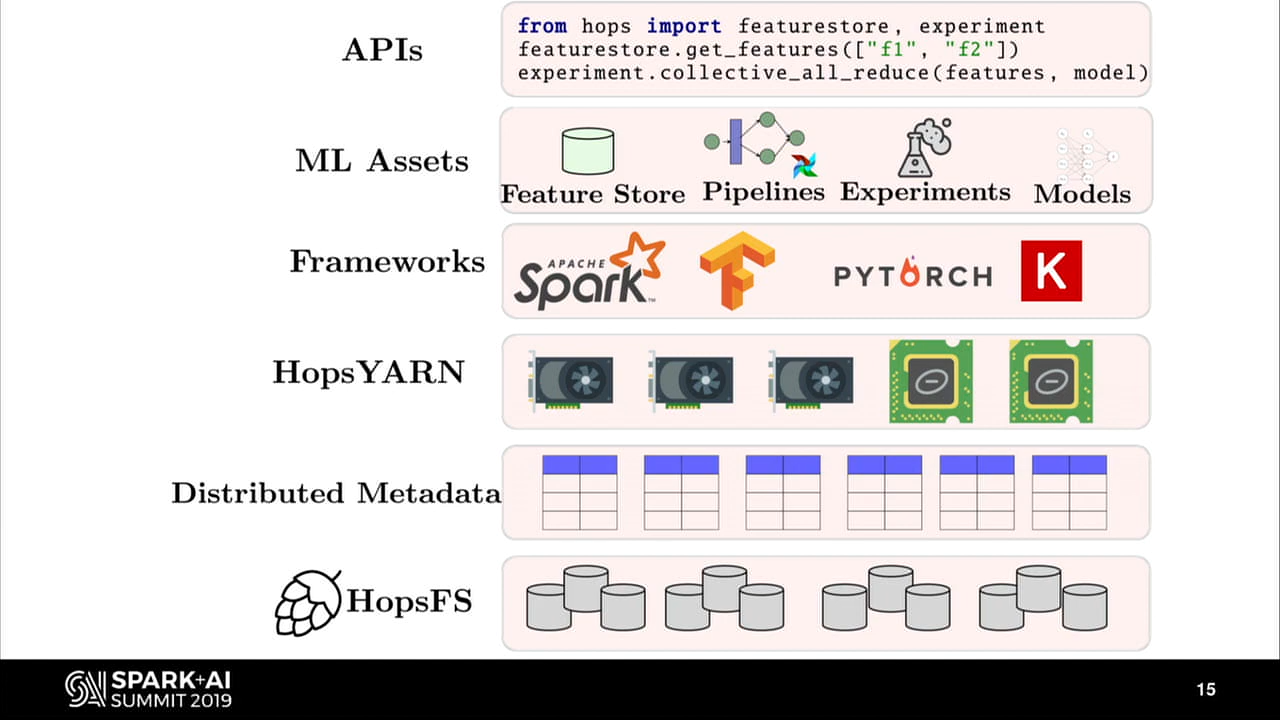 APIs
from hops import featurestore, experiment
featurestore.get_features(["f1", "f2"])
experiment.collective_all_reduce(features, model)
ML Assets
Feature Store
Pipelines
Experiments
Models
Frameworks
APACHE
Spark™
PYTORCH
K
HopsYARN
Distributed Metadata
HopsFS
SPARK+AI
SUMMIT 2019
15